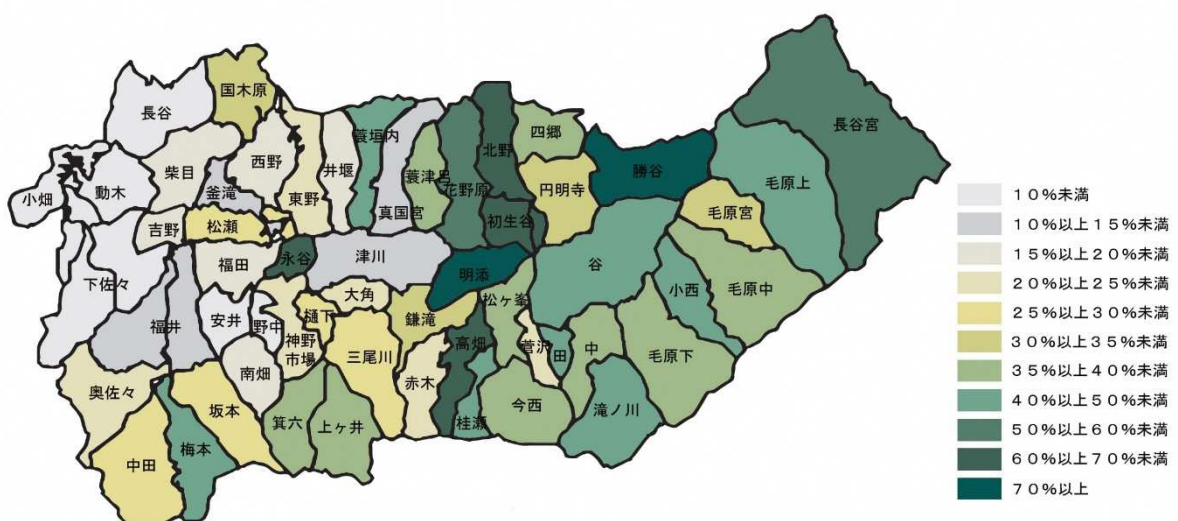 国木原
長谷
四郷
長谷宮
蓑垣内
北野
西野
井堰
柴目
勝谷
毛原上
動木
釜滝
蓑津呂
花野原
円明寺
小畑
東野
毛原宮
真国宮
初生谷
吉野
松瀬
永谷
津川
谷
福田
明添
下佐々
大角
松ヶ峯
小西
毛原中
安井
野中
樋下
鎌滝
福井
神野
市場
高畑
菅沢
田
中
三尾川
毛原下
南畑
赤木
奥佐々
坂本
今西
滝ノ川
箕六
上ヶ井
桂瀬
梅本
中田
１０％未満
１０％以上１５％未満
１５％以上２０％未満
２０％以上２５％未満
２５％以上３０％未満
３０％以上３５％未満
３５％以上４０％未満
４０％以上５０％未満
５０％以上６０％未満
６０％以上７０％未満
７０％以上